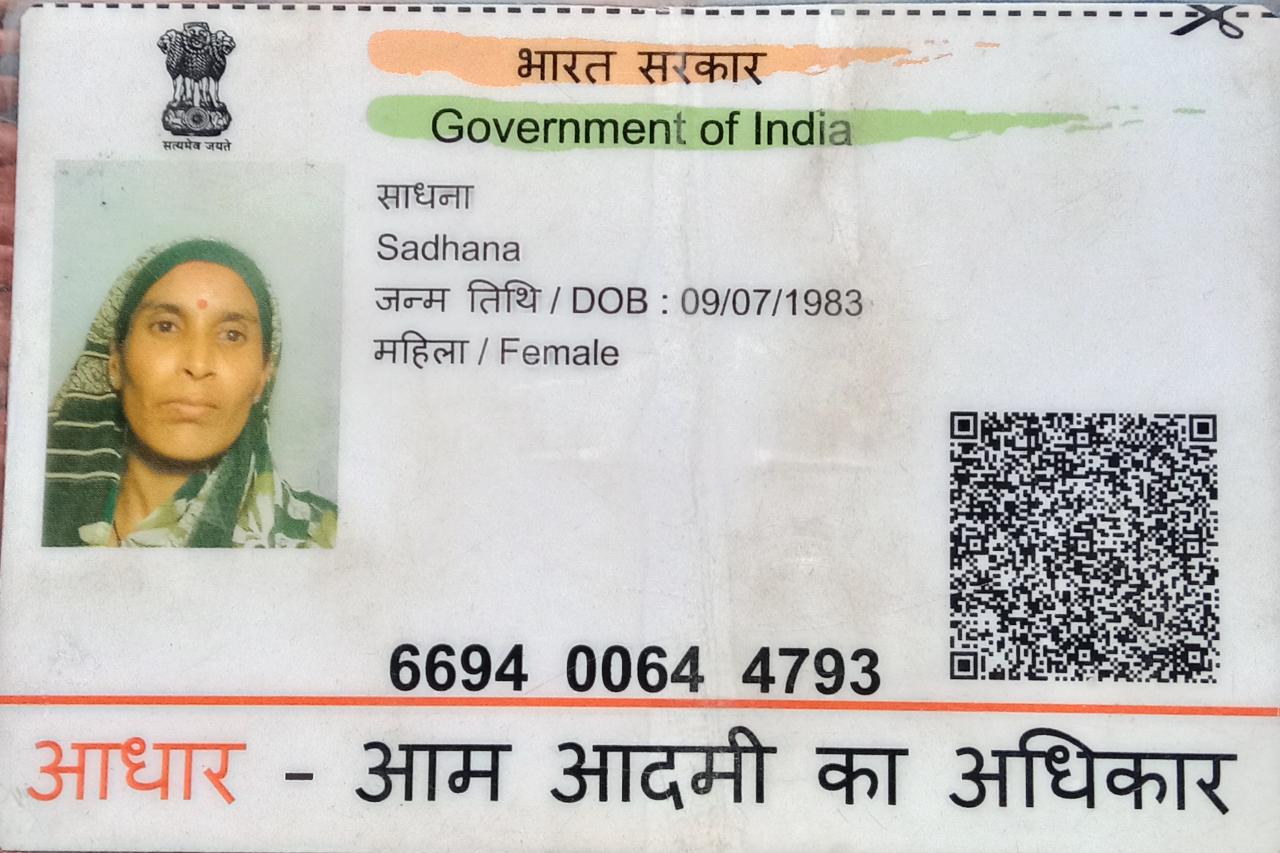 सत्यमेव जयते
भारत सरकार
Government of India
साधना
Sadhana
जन्म तिथि / DOB : 09/07/1983
महिला / Female
6694 0064 4793
आधार - आम आदमी का अधिकार